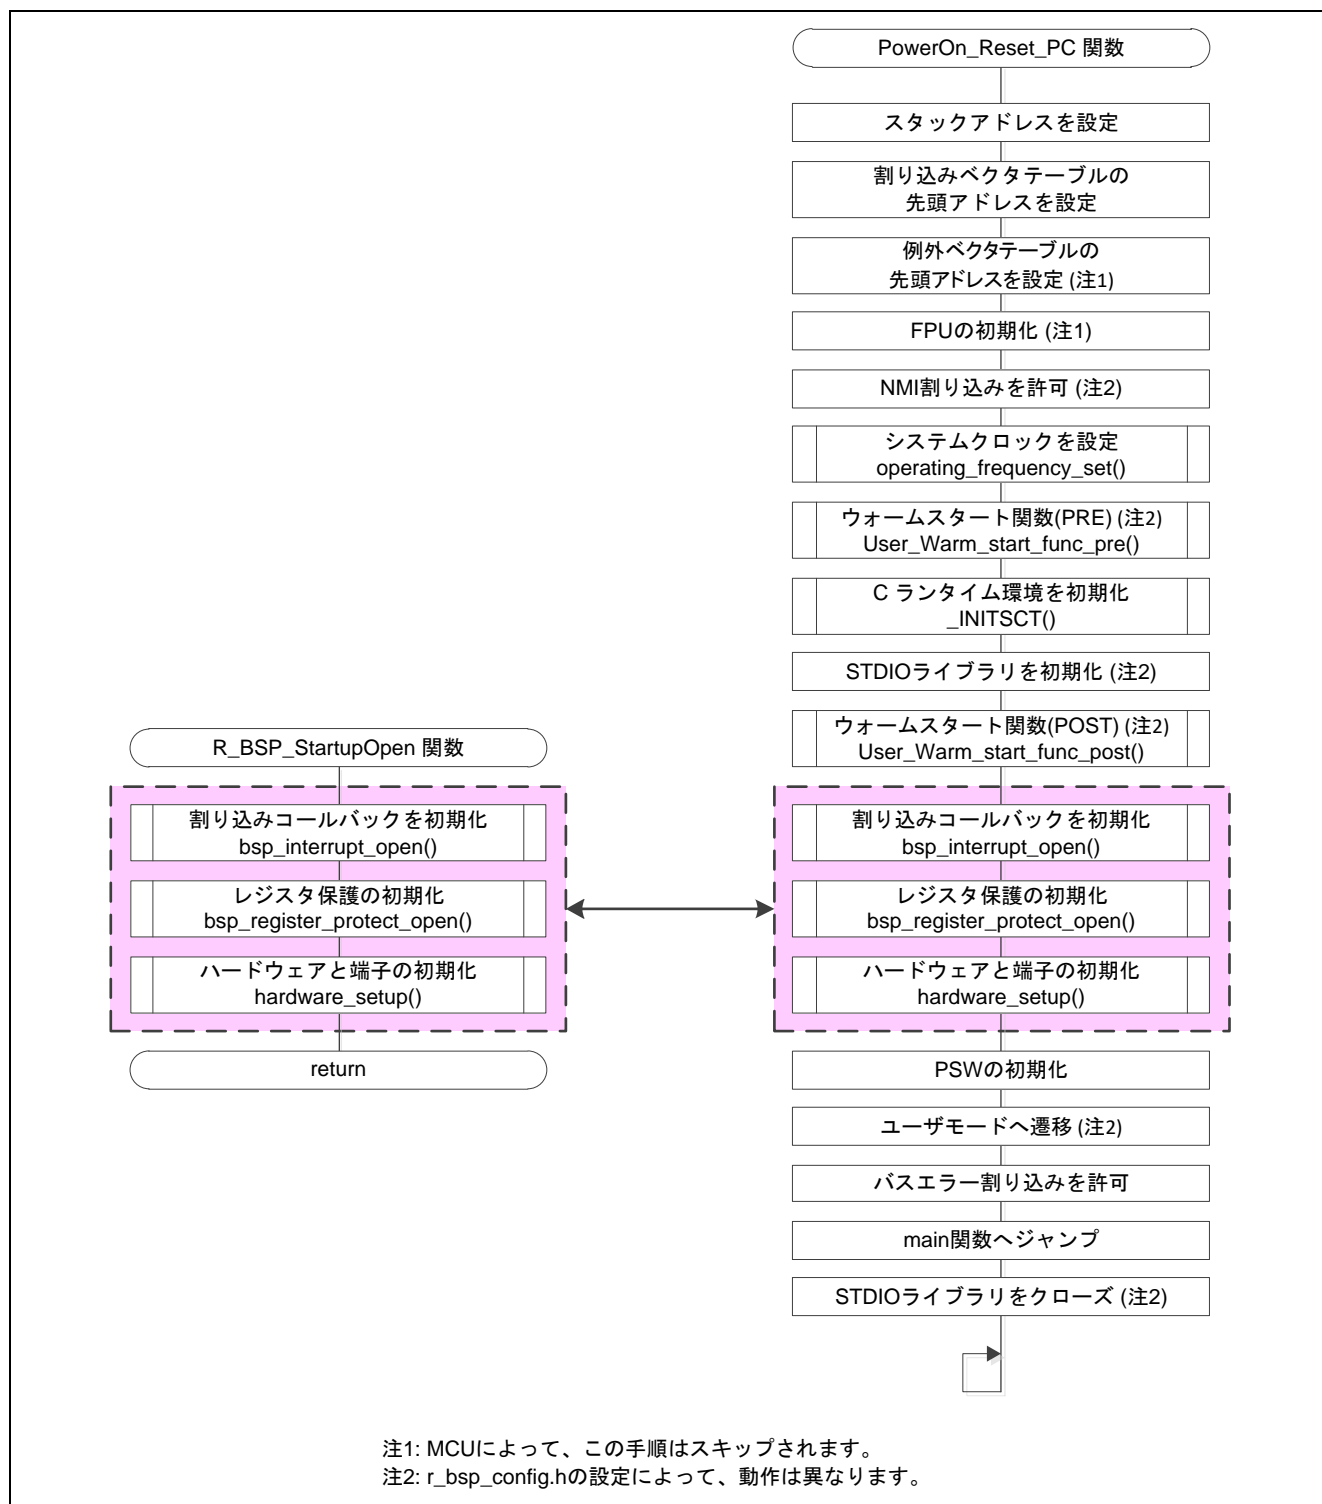 PowerOn_Reset_PC 関数
スタックアドレスを設定
割り込みベクタテーブルの
先頭アドレスを設定
例外ベクタテーブルの
先頭アドレスを設定 (注1)
FPUの初期化 (注1)
NMI割り込みを許可 (注2)
システムクロックを設定
operating_frequency_set()
ウォームスタート関数(PRE) (注2)
User_Warm_start_func_pre()
C ランタイム環境を初期化
_INITSCT()
STDIOライブラリを初期化 (注2)
ウォームスタート関数(POST) (注2)
User_Warm_start_func_post()
R_BSP_StartupOpen 関数
割り込みコールバックを初期化
bsp_interrupt_open()
レジスタ保護の初期化
bsp_register_protect_open()
ハードウェアと端子の初期化
hardware_setup()
return
割り込みコールバックを初期化
bsp_interrupt_open()
レジスタ保護の初期化
bsp_register_protect_open()
ハードウェアと端子の初期化
hardware_setup()
PSWの初期化
ユーザモードへ遷移 (注2)
バスエラー割り込みを許可
main関数へジャンプ
STDIOライブラリをクローズ (注2)
注1: MCUによって、この手順はスキップされます。
注2: r_bsp_config.hの設定によって、動作は異なります。